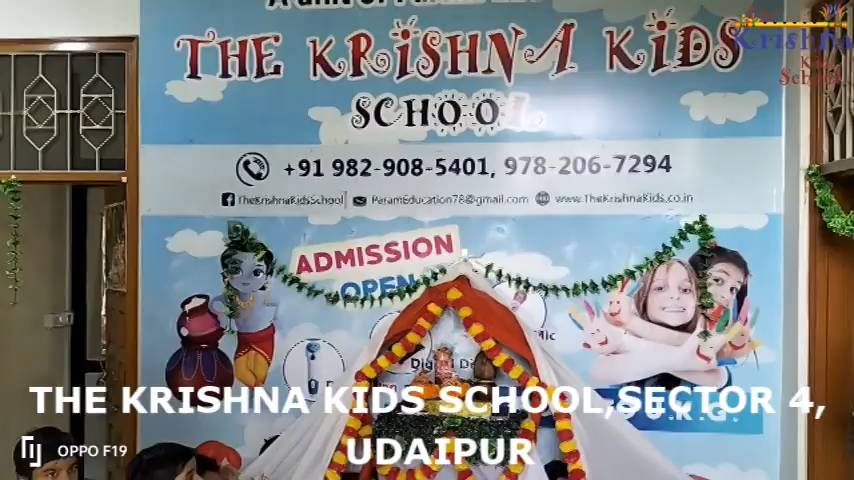 THE KRISHNA KIDS
SCHOOL
Krishna
Kids
School
+91 982-908-5401, 978-206-7294
TheKrishnaKidsSchool ParamEducation78@gmail.com www.TheKrishnaKids.co.in
ADMISSION
OPEN
THE KRISHNA KIDS SCHOOL,SECTOR 4,
UDAIPUR
OPPO F19